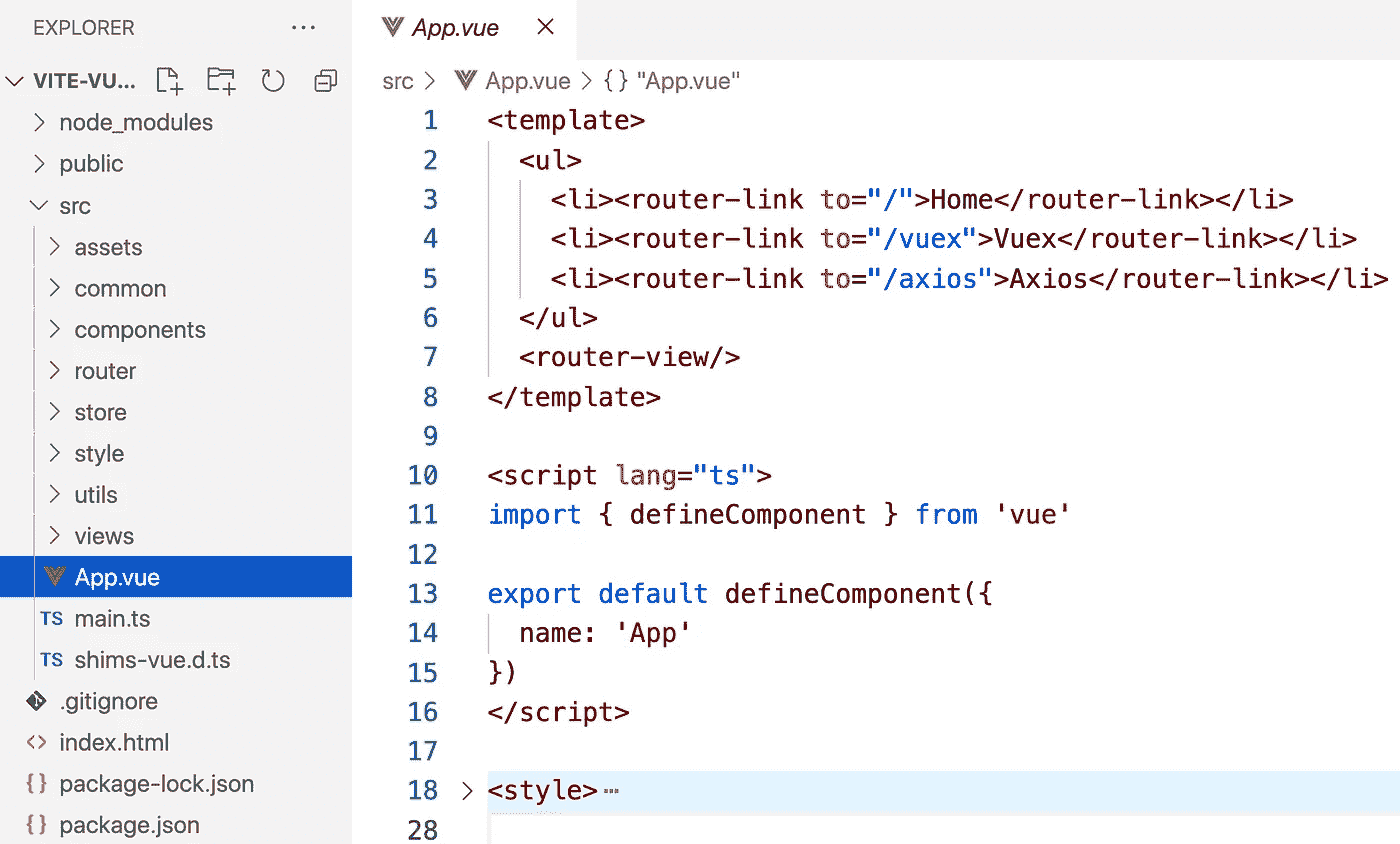 EXPLORER ···
VITE-VU...
node_modules
public
src
assets
common
components
router
store
style
utils
views
App.vue
TS main.ts
TS shims-vue.d.ts
.gitignore
<> index.html
{} package-lock.json
{} package.json
App.vue ×
src > App.vue > {} "App.vue"
1 <template>
2   <ul>
3     <li><router-link to="/">Home</router-link></li>
4     <li><router-link to="/vuex">Vuex</router-link></li>
5     <li><router-link to="/axios">Axios</router-link></li>
6   </ul>
7   <router-view/>
8 </template>
9
10 <script lang="ts">
11 import { defineComponent } from 'vue'
12
13 export default defineComponent({
14   name: 'App'
15 })
16 </script>
17
18 > <style>···
28